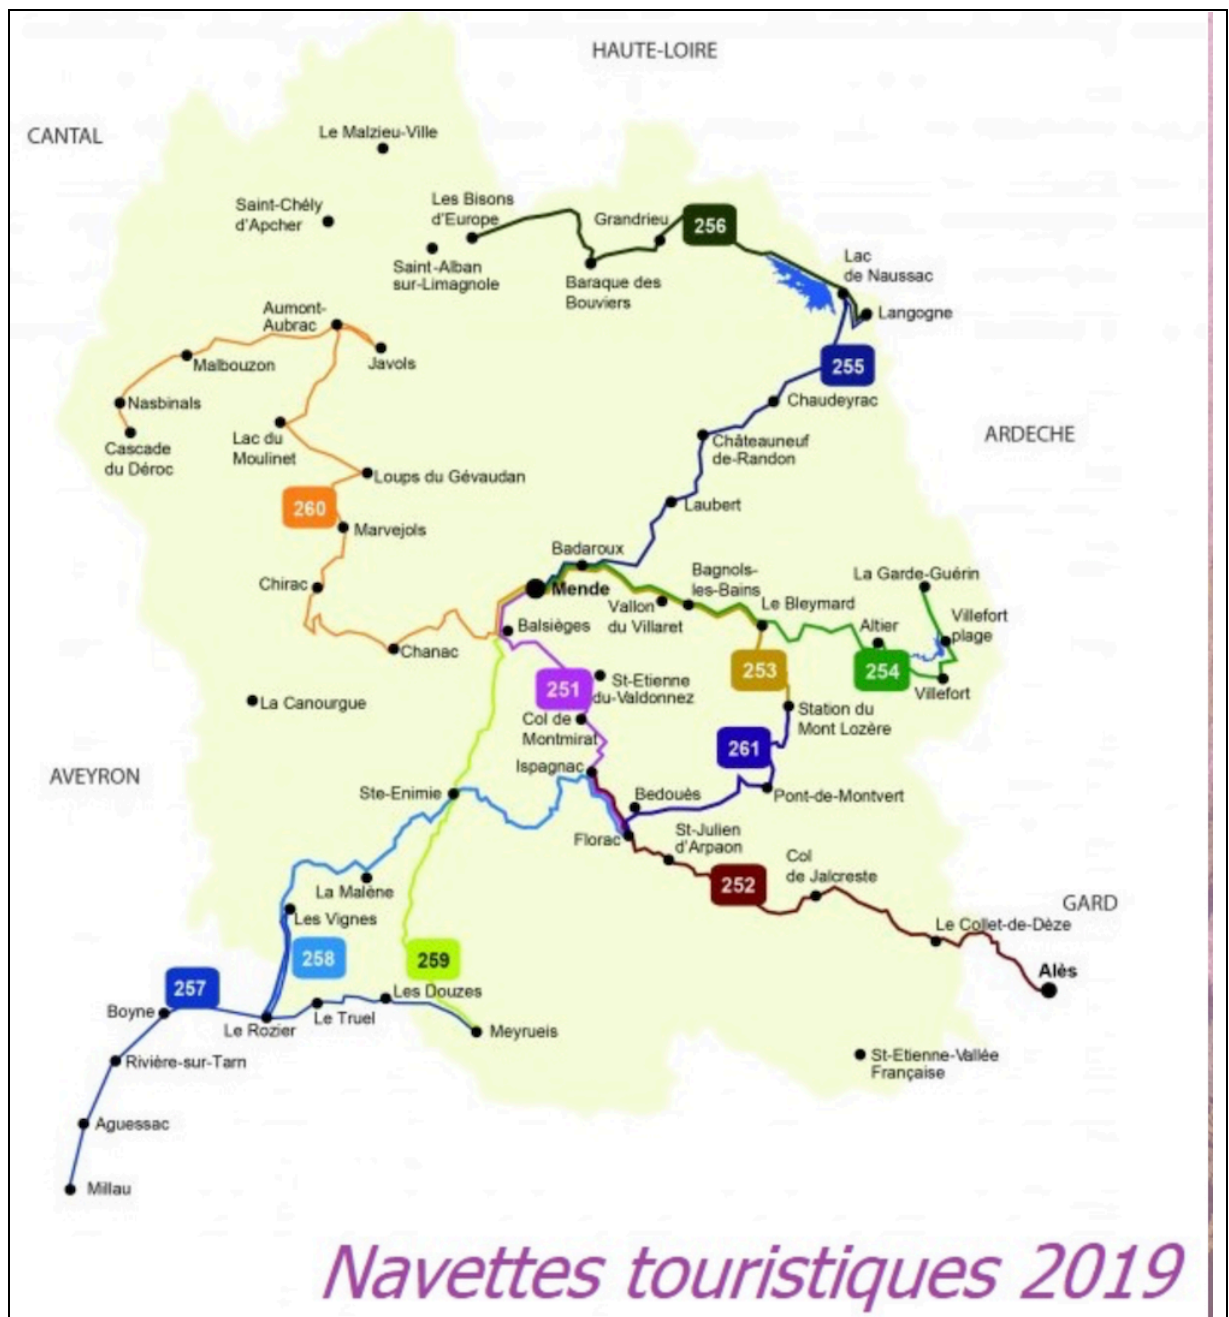 HAUTE-LOIRE
CANTAL
Le Malzieu-Ville
Saint-Chély
d'Apcher
Les Bisons
d'Europe
Grandrieu
256
Saint-Alban
sur-Limagnole
Baraque des
Bouviers
Lac
de Naussac
Langogne
Aumont-
Aubrac
Javols
Malbouzon
Nasbinals
Cascade
du Déroc
Lac du
Moulinet
Loups du Gévaudan
255
Chaudeyrac
Châteauneuf
de-Randon
ARDECHE
Laubert
260
Marvejols
Chirac
Chanac
Badaroux
Mende
Bagnols-
les-Bains
Vallon
du Villaret
Le Bleymard
La Garde-Guérin
Altier
Villefort
plage
Balsièges
253
254
Villefort
251
St-Etienne
du-Valdonnez
La Canourgue
Col de
Montmirat
Station du
Mont Lozère
261
AVEYRON
Ispagnac
Ste-Enimie
Bedouès
Pont-de-Montvert
Florac
St-Julien
d'Arpaon
Col
de Jalcreste
252
La Malène
Les Vignes
GARD
Le Collet-de-Dèze
258
259
Alès
257
Boyne
Le Rozier
Le Truel
Les Douzes
Meyrueis
Rivière-sur-Tarn
St-Etienne-Vallée
Française
Aguessac
Millau
Navettes touristiques 2019